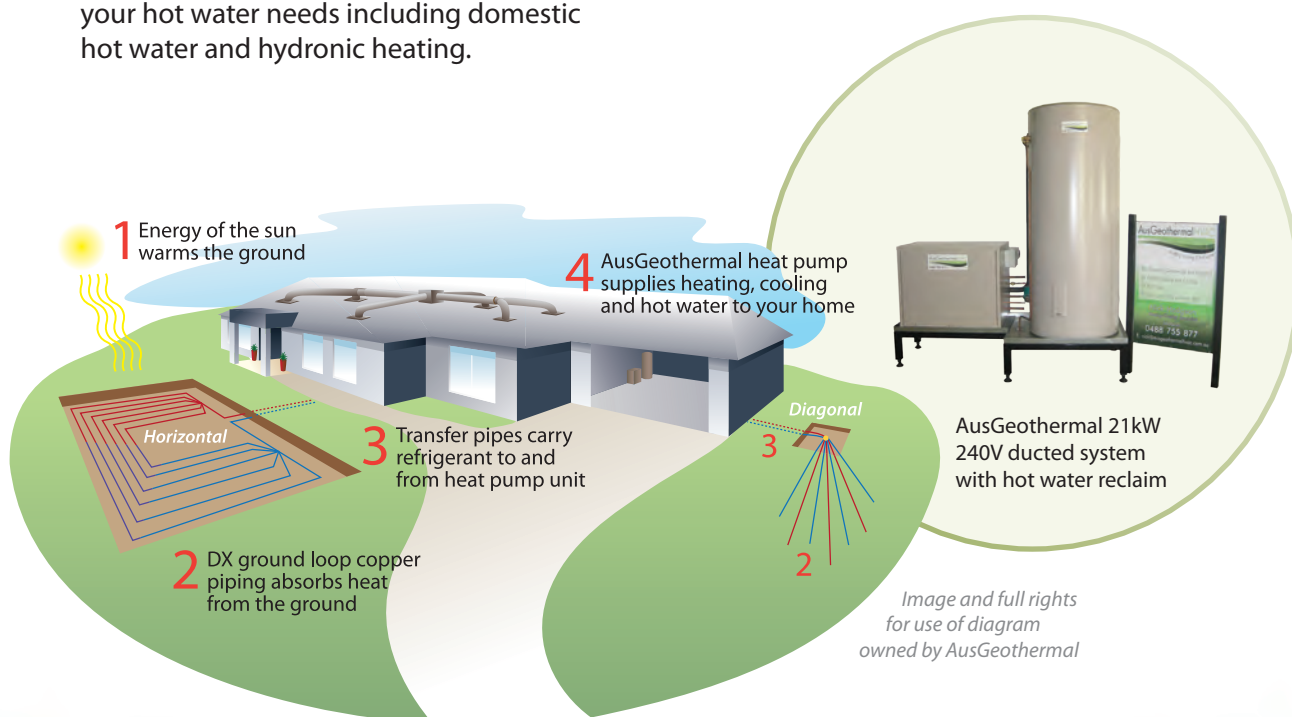 your hot water needs including domestic
hot water and hydronic heating.
1 Energy of the sun
warms the ground
4 AusGeothermal heat pump
supplies heating, cooling
and hot water to your home
Horizontal
3 Transfer pipes carry
refrigerant to and
from heat pump unit
2 DX ground loop copper
piping absorbs heat
from the ground
Diagonal
3
2
AusGeothermal
0488 755 877
AusGeothermal 21kW
240V ducted system
with hot water reclaim
Image and full rights
for use of diagram
owned by AusGeothermal